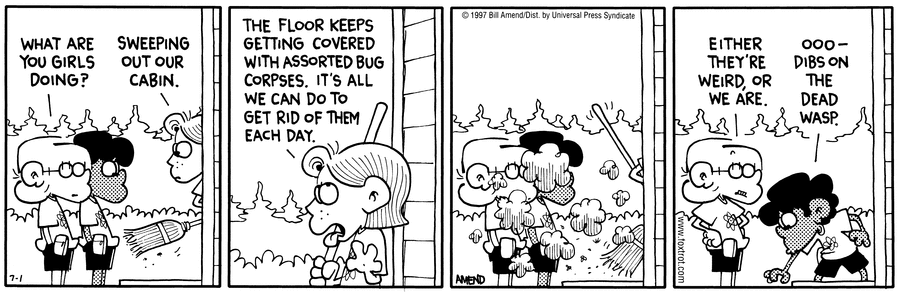 WHAT ARE
YOU GIRLS
DOING?
SWEEPING
OUT OUR
CABIN.
7-1
THE FLOOR KEEPS
GETTING COVERED
WITH ASSORTED BUG
CORPSES. IT'S ALL
WE CAN DO TO
GET RID OF THEM
EACH DAY.
© 1997 Bill Amend/Dist. by Universal Press Syndicate
AMEND
EITHER
THEY'RE
WEIRD, OR
WE ARE.
OOO-
DIBS ON
THE
DEAD
WASP.
www.foxtrot.com